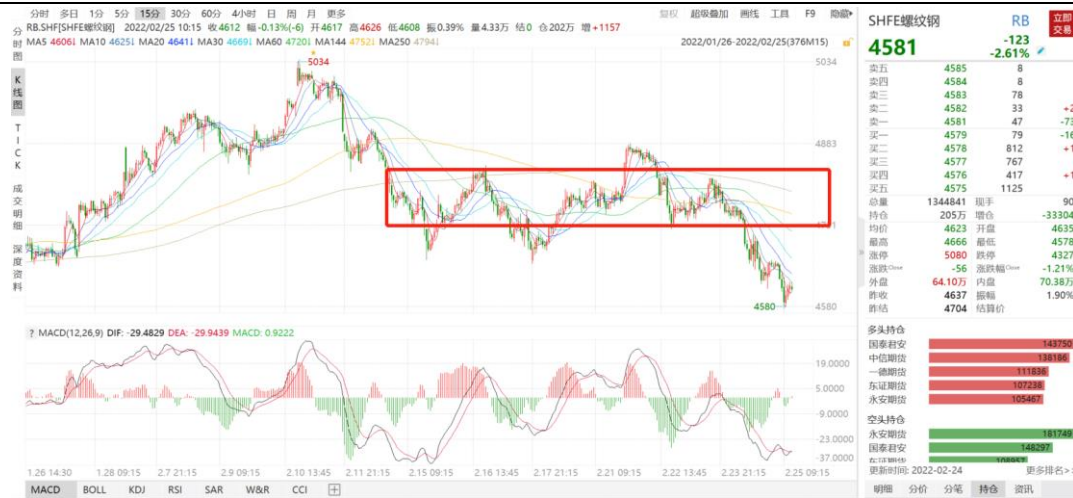 分时 多日 1分 5分 15分 30分 60分 4小时 日 周 月 更多 复权 超级叠加 画线 工具 F9 隐藏
RB.SHF[SHFE螺纹钢] 2022/02/25 10:15 收4612 幅-0.13%(-6) 开4617 高4626 低4608 振0.39% 量4.33万 结0 仓202万 增+1157
MA5 4606↓ MA10 4625↓ MA20 4641↓ MA30 4669↓ MA60 4720↓ MA144 4752↓ MA250 4794↓ 2022/01/26-2022/02/25(376M15)
分时图
K线图
TICK
成交明细
深度资料
5034 5034
4883
4580 4580
? MACD(12,26,9) DIF: -29.4829 DEA: -29.9439 MACD: 0.9222
19.0000
5.0000
-9.0000
-23.0000
-37.0000
1.26 14:30 1.28 09:15 2.7 21:15 2.9 09:15 2.10 13:45 2.11 21:15 2.15 09:15 2.16 13:45 2.17 21:15 2.21 09:15 2.22 13:45 2.23 21:15 2.25 09:15
MACD BOLL KDJ RSI SAR W&R CCI
SHFE螺纹钢 RB 立即交易
4581 -123
-2.61%
卖五 4585 8
卖四 4584 8
卖三 4583 78
卖二 4582 33 +2
卖一 4581 47 -73
买一 4579 79 -16
买二 4578 812 +1
买三 4577 767
买四 4576 417 +1
买五 4575 1125
总量 1344841 现手 90
持仓 205万 增仓 -33304
均价 4623 开盘 4635
最高 4666 最低 4578
涨停 5080 跌停 4327
涨跌Close -56 涨跌幅Close -1.21%
外盘 64.10万 内盘 70.38万
昨收 4637 振幅 1.90%
昨结 4704 结算价
多头持仓
国泰君安 143750
中信期货 138186
一德期货 111836
东证期货 107238
永安期货 105467
空头持仓
永安期货 181749
国泰君安 148297
更新时间: 2022-02-24 更多排名>>
明细 分价 分笔 持仓 资讯